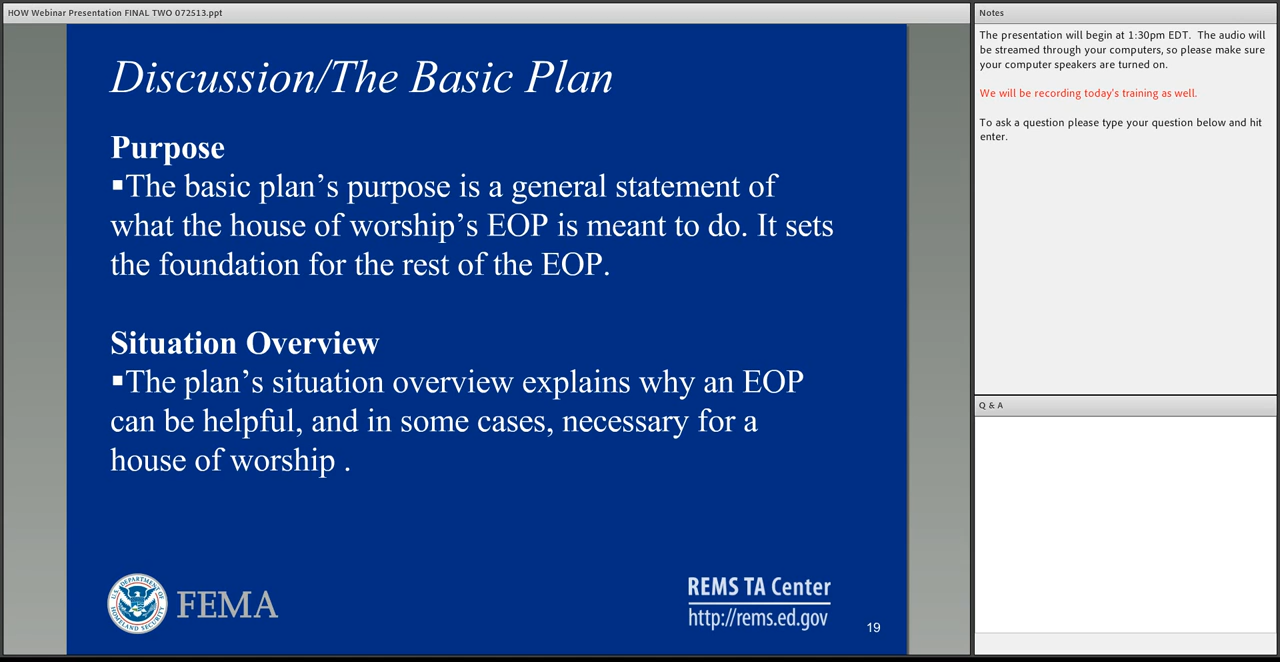 HOW Webinar Presentation FINAL TWO 072513.ppt
Discussion/The Basic Plan
Purpose
▪The basic plan’s purpose is a general statement of
what the house of worship’s EOP is meant to do. It sets
the foundation for the rest of the EOP.
Situation Overview
▪The plan’s situation overview explains why an EOP
can be helpful, and in some cases, necessary for a
house of worship .
U.S. DEPARTMENT OF
HOMELAND SECURITY
FEMA
REMS TA Center
http://rems.ed.gov
19
Notes
The presentation will begin at 1:30pm EDT.  The audio will
be streamed through your computers, so please make sure
your computer speakers are turned on.
We will be recording today's training as well.
To ask a question please type your question below and hit
enter.
Q & A